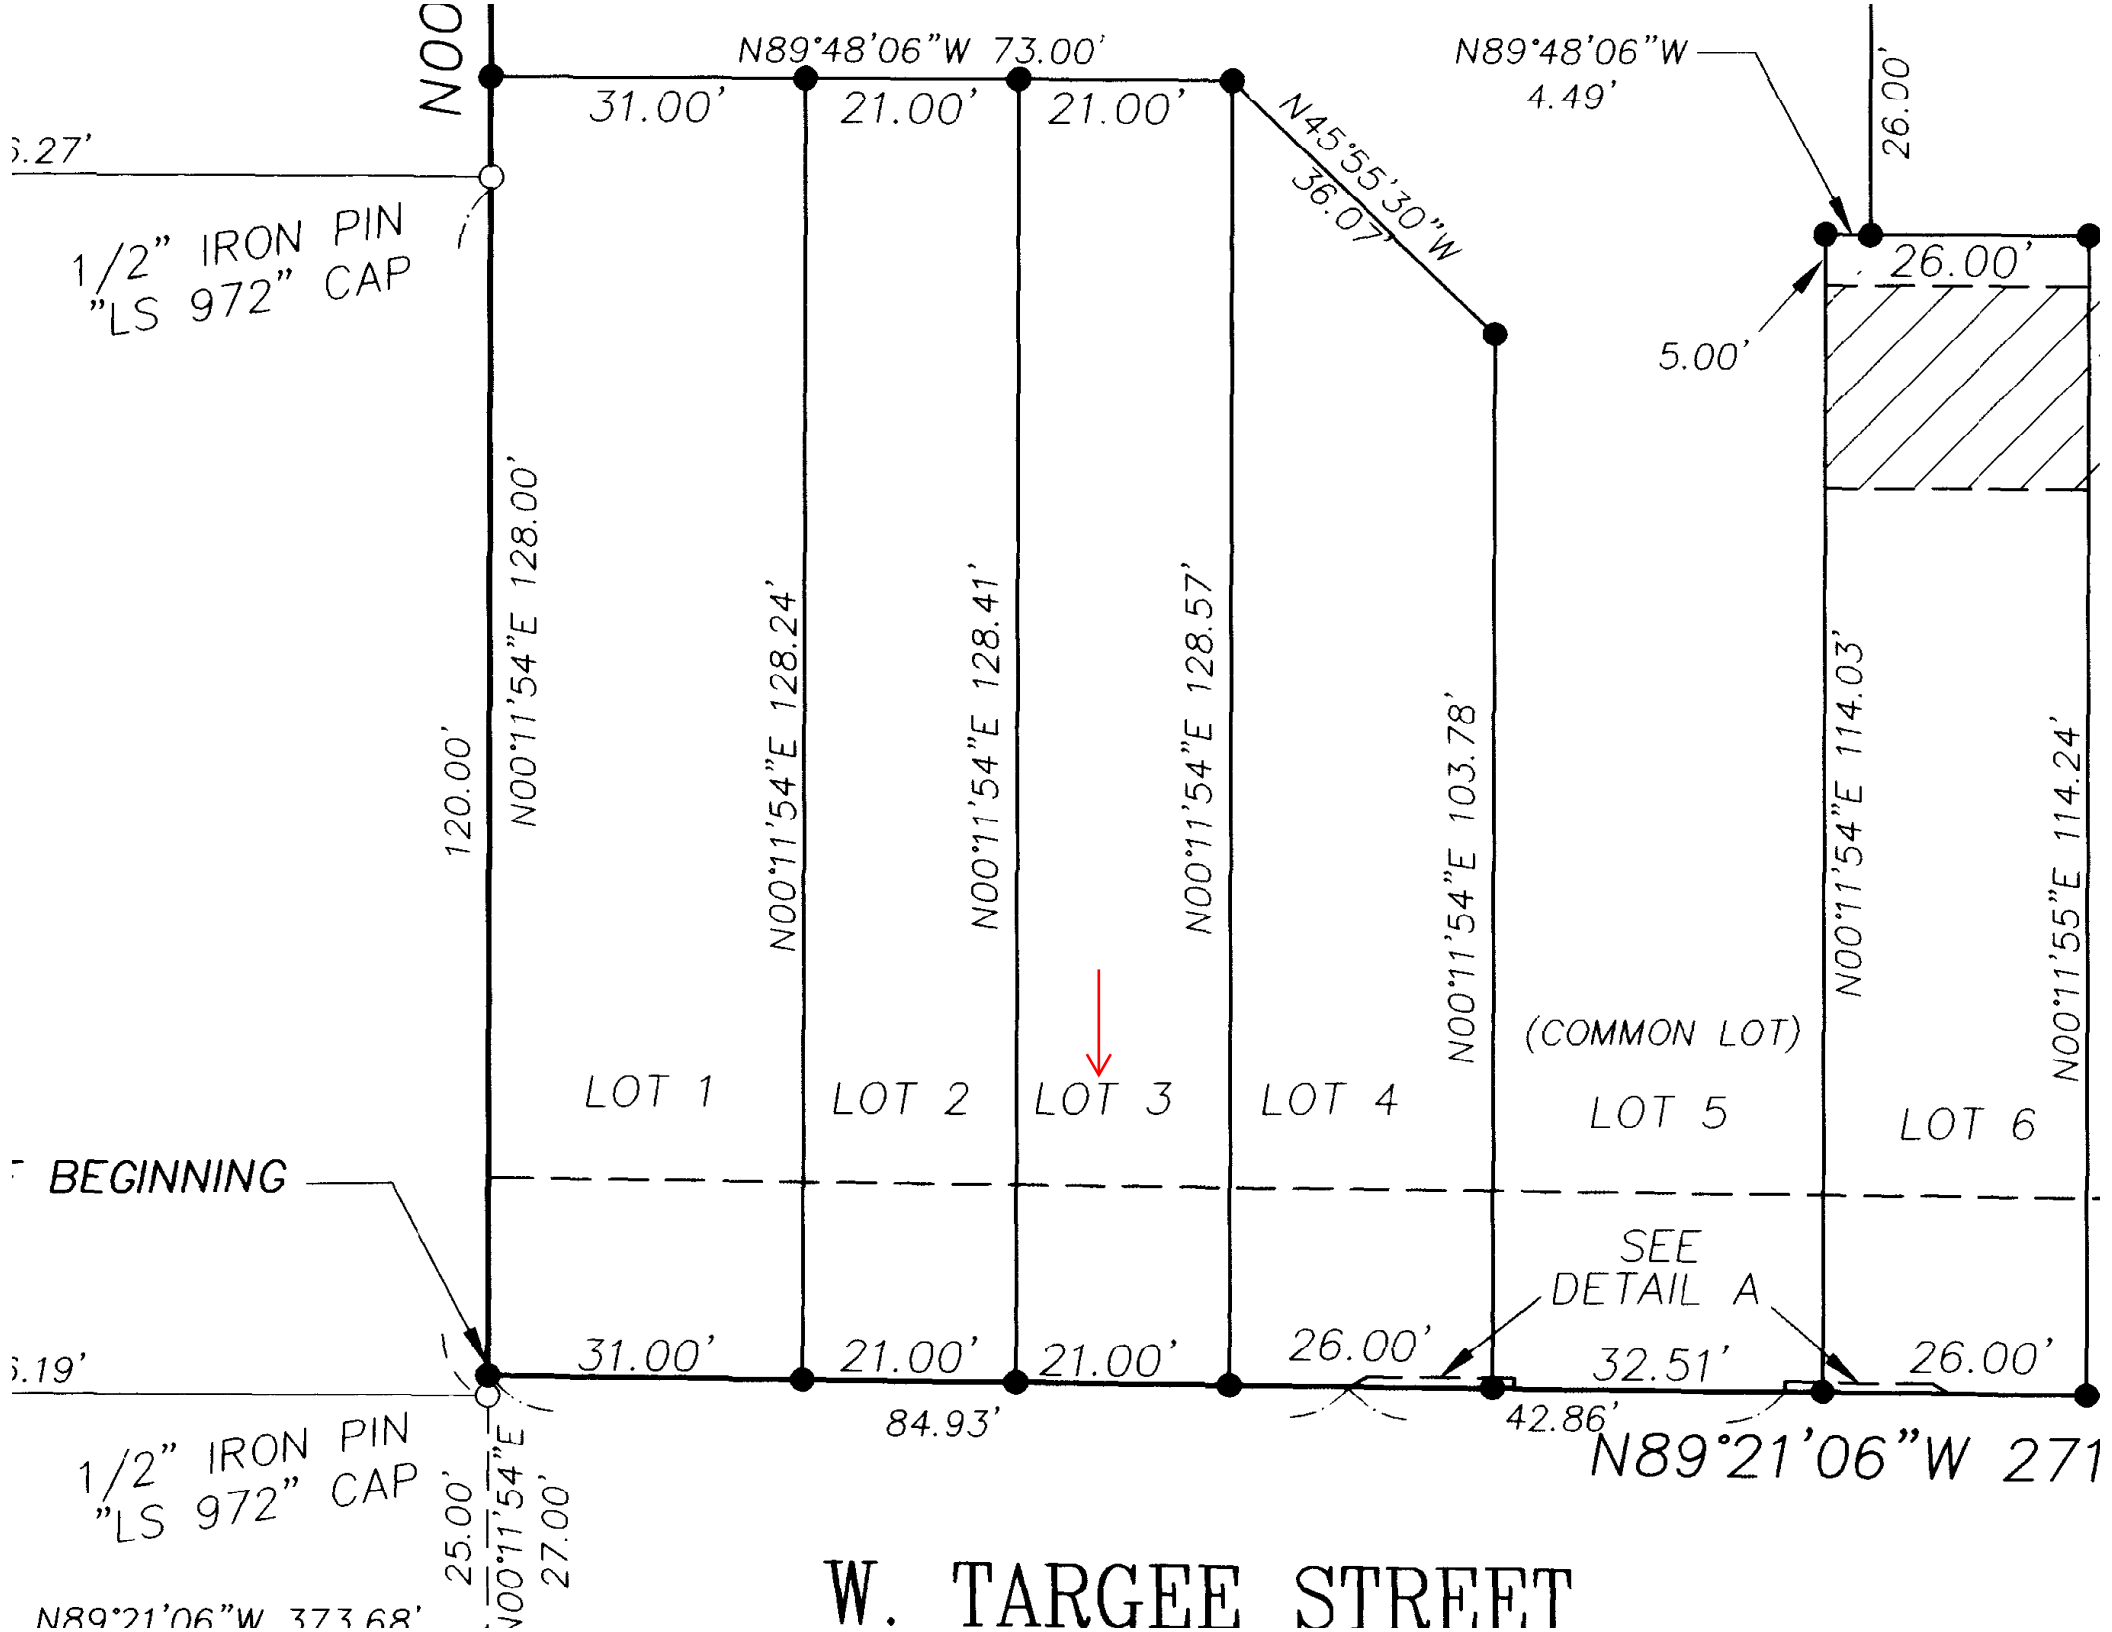 N00
N89°48'06"W 73.00'
31.00'
21.00'
21.00'
N45°55'30"W
36.07'
N89°48'06"W
4.49'
26.00'
26.00'
5.00'
6.27'
1/2" IRON PIN
"LS 972" CAP
120.00'
N00°11'54"E 128.00'
N00°11'54"E 128.24'
N00°11'54"E 128.41'
N00°11'54"E 128.57'
N00°11'54"E 103.78'
N00°11'54"E 114.03'
N00°11'55"E 114.24'
(COMMON LOT)
LOT 1
LOT 2
LOT 3
LOT 4
LOT 5
LOT 6
BEGINNING
SEE
DETAIL A
31.00'
21.00'
21.00'
26.00'
32.51'
26.00'
6.19'
84.93'
42.86'
N89°21'06"W 271
1/2" IRON PIN
"LS 972" CAP
25.00'
N00°11'54"E
27.00'
W. TARGEE STREET
N89°21'06"W 373.68'